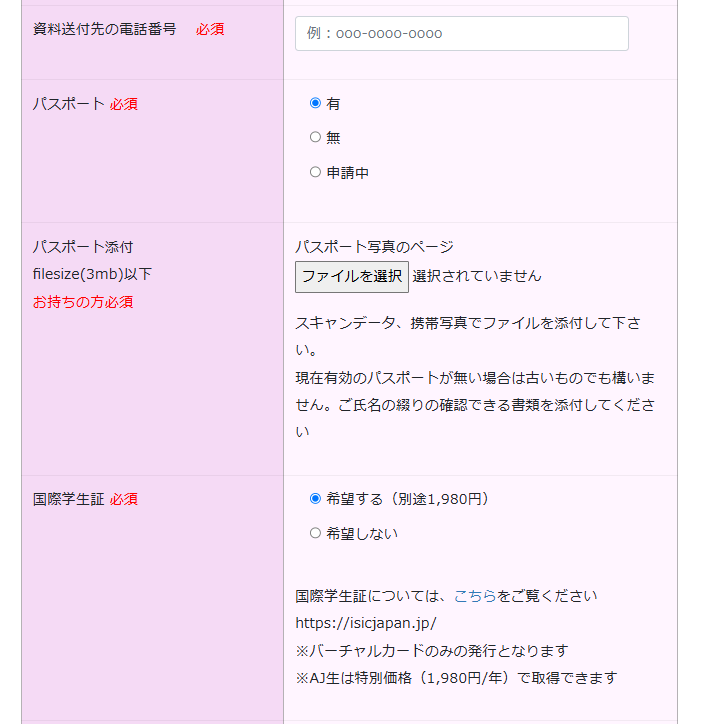 資料送付先の電話番号 必須
例：ooo-oooo-oooo
パスポート 必須
有
無
申請中
パスポート添付
filesize(3mb)以下
お持ちの方必須
パスポート写真のページ
ファイルを選択 選択されていません
スキャンデータ、携帯写真でファイルを添付して下さ
い。
現在有効のパスポートが無い場合は古いものでも構いま
せん。ご氏名の綴りの確認できる書類を添付してくださ
い
国際学生証 必須
希望する（別途1,980円）
希望しない
国際学生証については、こちらをご覧ください
https://isicjapan.jp/
※バーチャルカードのみの発行となります
※AJ生は特別価格（1,980円/年）で取得できます